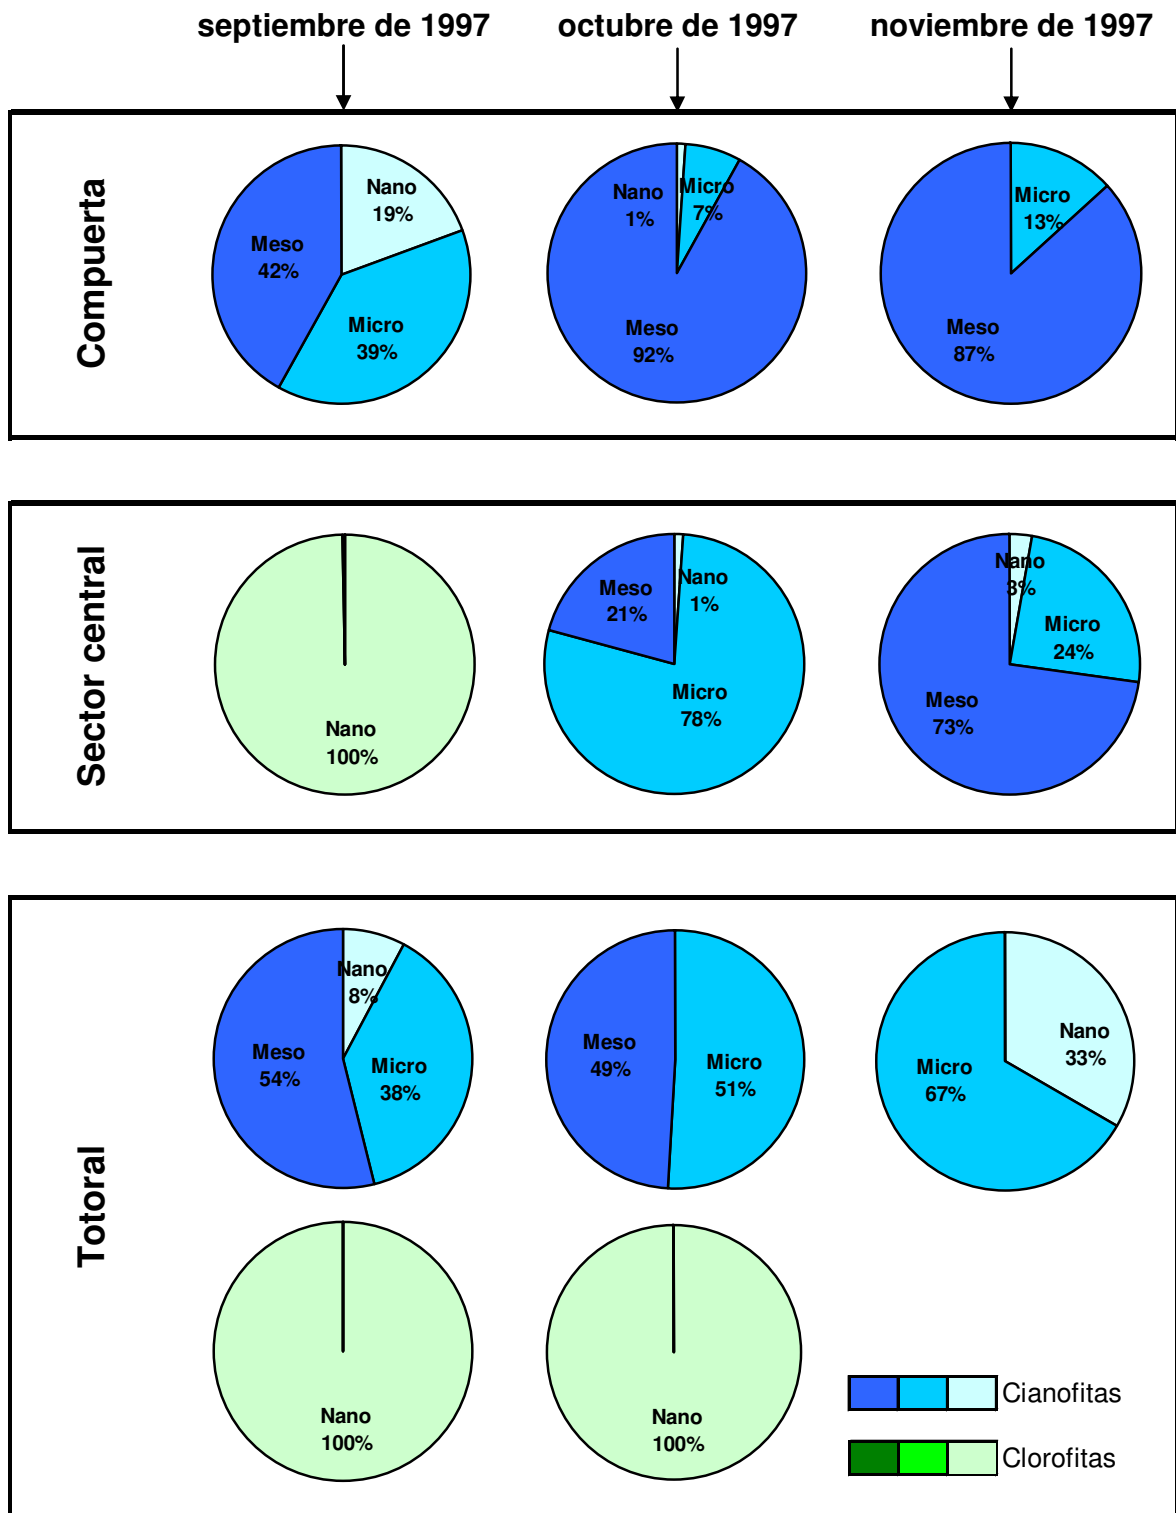 septiembre de 1997
octubre de 1997
noviembre de 1997
Compuerta
Nano
19%
Meso
42%
Micro
39%
Nano
1%
Micro
7%
Meso
92%
Micro
13%
Meso
87%
Sector central
Nano
100%
Meso
21%
Nano
1%
Micro
78%
Nano
3%
Micro
24%
Meso
73%
Totoral
Nano
8%
Meso
54%
Micro
38%
Meso
49%
Micro
51%
Nano
33%
Micro
67%
Nano
100%
Nano
100%
Cianofitas
Clorofitas